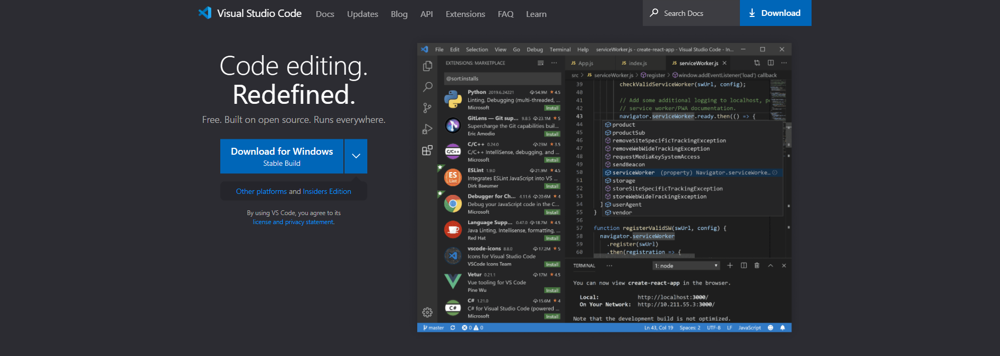 Visual Studio Code Docs Updates Blog API Extensions FAQ Learn Search Docs Download
Code editing.
Redefined.
Free. Built on open source. Runs everywhere.
Download for Windows
Stable Build
Other platforms and Insiders Edition
By using VS Code, you agree to its
license and privacy statement.
File Edit Selection View Go Debug Terminal Help serviceWorker.js - create-react-app - Visual Studio Code - In...
EXTENSIONS: MARKETPLACE
@sort:installs
Python 2019.6.24221 54.9M 4.5
Linting, Debugging (multi-threaded, ...
Microsoft Install
GitLens — Git sup... 9.8.5 23.1M 5
Supercharge the Git capabilities buil...
Eric Amodio Install
C/C++
C/C++ 0.24.0 23M 3.5
C/C++ IntelliSense, debugging, and ...
Microsoft Install
ES
Lint
ESLint 1.9.0 21.9M 4.5
Integrates ESLint JavaScript into VS ...
Dirk Baeumer Install
Debugger for Ch... 4.11.6 20.6M 4
Debug your JavaScript code in the C...
Microsoft Install
Language Supp... 0.47.0 18.7M 4.5
Java Linting, Intellisense, formatting, ...
Red Hat Install
vscode-icons 8.8.0 17.2M 5
Icons for Visual Studio Code
VSCode Icons Team Install
Vetur 0.21.1 17M 4.5
Vue tooling for VS Code
Pine Wu Install
C#
C# 1.21.0 15.6M 4
C# for Visual Studio Code (powered ...
Microsoft Install
JS App.js JS index.js JS serviceWorker.js
src > JS serviceWorker.js > register > window.addEventListener('load') callback
39 checkValidServiceWorker(swUrl, config);
40
41 // Add some additional logging to localhost, p
42 // service worker/PWA documentation.
43 navigator.serviceWorker.ready.then(() => {
44 product
45 productSub
46 removeSiteSpecificTrackingException
47 removeWebWideTrackingException
48 requestMediaKeySystemAccess
49 sendBeacon
50 serviceWorker (property) Navigator.serviceWorke...
51 storage
52 storeSiteSpecificTrackingException
53 storeWebWideTrackingException
54 } userAgent
55 } vendor
56
57 function registerValidSW(swUrl, config) {
58 navigator.serviceWorker
59 .register(swUrl)
60 .then(registration => {
TERMINAL ... 1: node
You can now view create-react-app in the browser.
Local: http://localhost:3000/
On Your Network: http://10.211.55.3:3000/
Note that the development build is not optimized.
master 0 0 Ln 43, Col 19 Spaces: 2 UTF-8 LF JavaScript